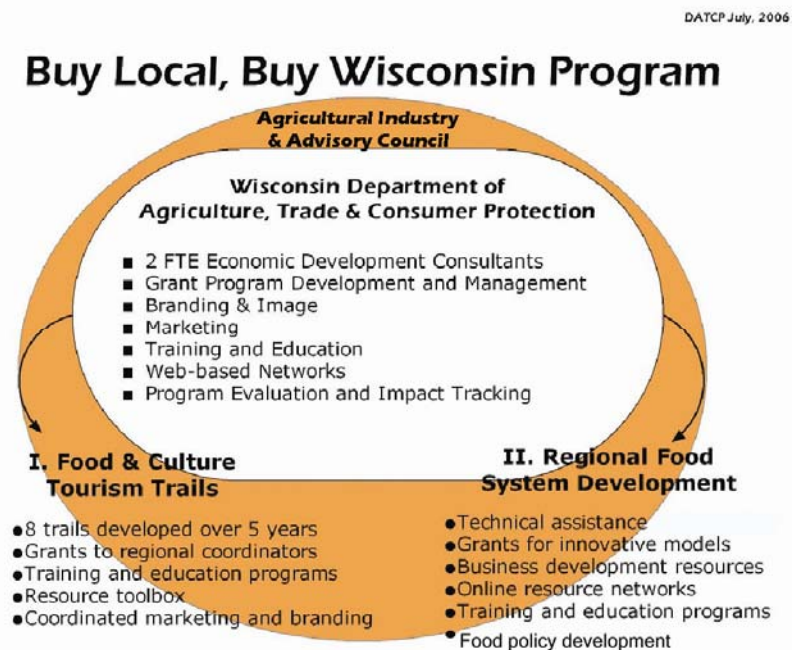 DATCP July, 2006
Buy Local, Buy Wisconsin Program
Agricultural Industry
& Advisory Council
Wisconsin Department of
Agriculture, Trade & Consumer Protection
■ 2 FTE Economic Development Consultants
■ Grant Program Development and Management
■ Branding & Image
■ Marketing
■ Training and Education
■ Web-based Networks
■ Program Evaluation and Impact Tracking
I. Food & Culture
Tourism Trails
●8 trails developed over 5 years
●Grants to regional coordinators
●Training and education programs
●Resource toolbox
●Coordinated marketing and branding
II. Regional Food
System Development
●Technical assistance
●Grants for innovative models
●Business development resources
●Online resource networks
●Training and education programs
● Food policy development